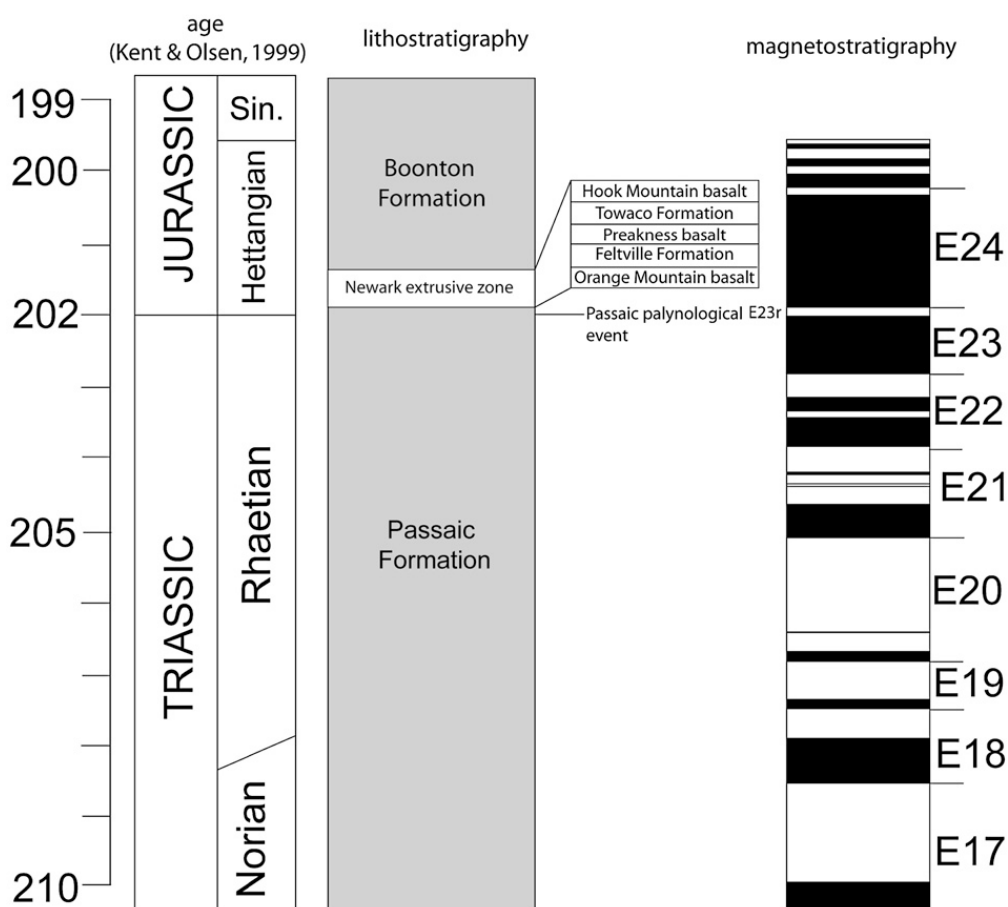 age
(Kent & Olsen, 1999)
lithostratigraphy
magnetostratigraphy
199
200
202
205
210
JURASSIC
TRIASSIC
Sin.
Hettangian
Rhaetian
Norian
Boonton
Formation
Newark extrusive zone
Passaic
Formation
Hook Mountain basalt
Towaco Formation
Preakness basalt
Feltville Formation
Orange Mountain basalt
Passaic palynological E23r
event
E24
E23
E22
E21
E20
E19
E18
E17